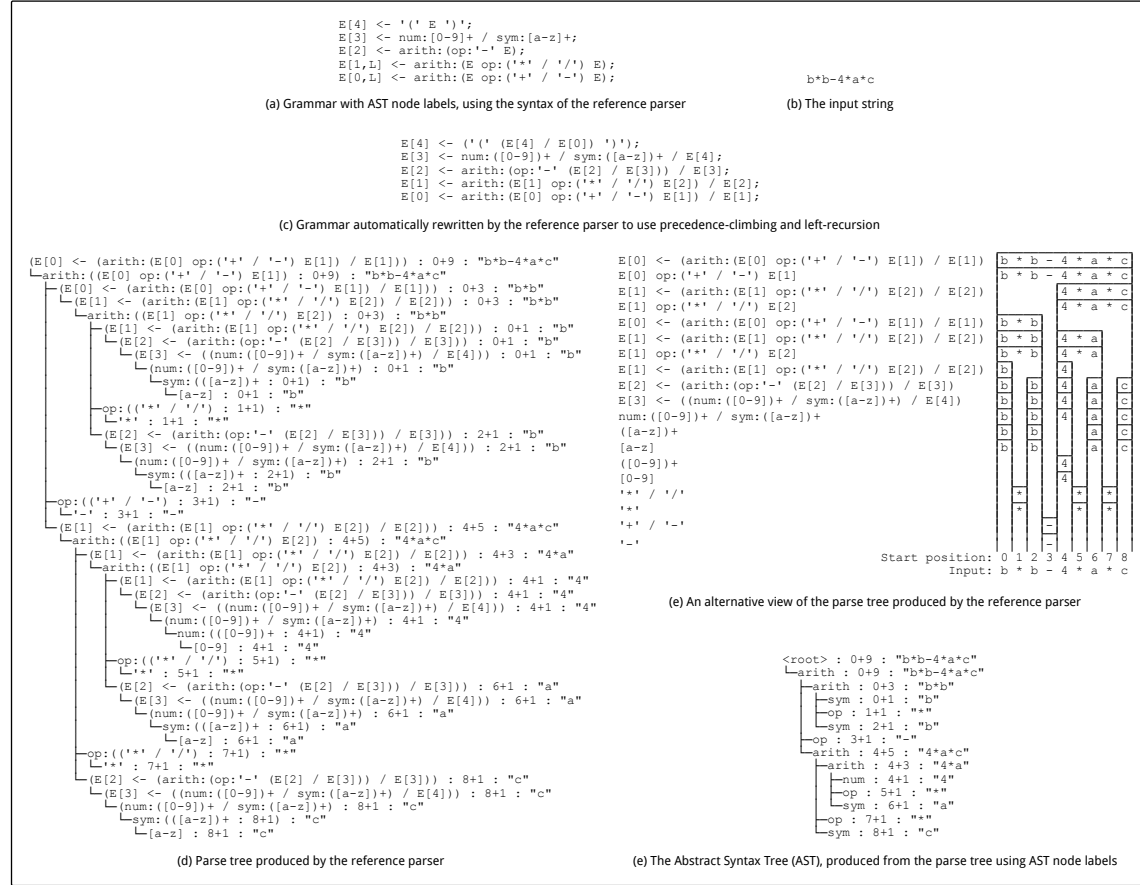 E[4] <- '(' E ')';
E[3] <- num:[0-9]+ / sym:[a-z]+;
E[2] <- arith:(op:'-' E);
E[1,L] <- arith:(E op:('*' / '/') E);
E[0,L] <- arith:(E op:('+' / '-') E);
(a) Grammar with AST node labels, using the syntax of the reference parser
b*b-4*a*c
(b) The input string
E[4] <- ('(' (E[4] / E[0]) ')');
E[3] <- num:([0-9])+ / sym:([a-z])+ / E[4];
E[2] <- arith:(op:'-' (E[2] / E[3])) / E[3];
E[1] <- arith:(E[1] op:('*' / '/') E[2]) / E[2];
E[0] <- arith:(E[0] op:('+' / '-') E[1]) / E[1];
(c) Grammar automatically rewritten by the reference parser to use precedence-climbing and left-recursion
(E[0] <- (arith:(E[0] op:('+' / '-') E[1]) / E[1])) : 0+9 : "b*b-4*a*c"
arith:((E[0] op:('+' / '-') E[1]) : 0+9) : "b*b-4*a*c"
(E[0] <- (arith:(E[0] op:('+' / '-') E[1]) / E[1])) : 0+3 : "b*b"
(E[1] <- (arith:(E[1] op:('*' / '/') E[2]) / E[2])) : 0+3 : "b*b"
arith:((E[1] op:('*' / '/') E[2]) : 0+3) : "b*b"
(E[1] <- (arith:(E[1] op:('*' / '/') E[2]) / E[2])) : 0+1 : "b"
(E[2] <- (arith:(op:'-' (E[2] / E[3])) / E[3])) : 0+1 : "b"
(E[3] <- ((num:([0-9])+ / sym:([a-z])+) / E[4])) : 0+1 : "b"
(num:([0-9])+ / sym:([a-z])+) : 0+1 : "b"
sym:(([a-z])+ : 0+1) : "b"
[a-z] : 0+1 : "b"
op:(('*' / '/') : 1+1) : "*"
'*' : 1+1 : "*"
(E[2] <- (arith:(op:'-' (E[2] / E[3])) / E[3])) : 2+1 : "b"
(E[3] <- ((num:([0-9])+ / sym:([a-z])+) / E[4])) : 2+1 : "b"
(num:([0-9])+ / sym:([a-z])+) : 2+1 : "b"
sym:(([a-z])+ : 2+1) : "b"
[a-z] : 2+1 : "b"
op:(('+' / '-') : 3+1) : "-"
'-' : 3+1 : "-"
(E[1] <- (arith:(E[1] op:('*' / '/') E[2]) / E[2])) : 4+5 : "4*a*c"
arith:((E[1] op:('*' / '/') E[2]) : 4+5) : "4*a*c"
(E[1] <- (arith:(E[1] op:('*' / '/') E[2]) / E[2])) : 4+3 : "4*a"
arith:((E[1] op:('*' / '/') E[2]) : 4+3) : "4*a"
(E[1] <- (arith:(E[1] op:('*' / '/') E[2]) / E[2])) : 4+1 : "4"
(E[2] <- (arith:(op:'-' (E[2] / E[3])) / E[3])) : 4+1 : "4"
(E[3] <- ((num:([0-9])+ / sym:([a-z])+) / E[4])) : 4+1 : "4"
(num:([0-9])+ / sym:([a-z])+) : 4+1 : "4"
num:(([0-9])+ : 4+1) : "4"
[0-9] : 4+1 : "4"
op:(('*' / '/') : 5+1) : "*"
'*' : 5+1 : "*"
(E[2] <- (arith:(op:'-' (E[2] / E[3])) / E[3])) : 6+1 : "a"
(E[3] <- ((num:([0-9])+ / sym:([a-z])+) / E[4])) : 6+1 : "a"
(num:([0-9])+ / sym:([a-z])+) : 6+1 : "a"
sym:(([a-z])+ : 6+1) : "a"
[a-z] : 6+1 : "a"
op:(('*' / '/') : 7+1) : "*"
'*' : 7+1 : "*"
(E[2] <- (arith:(op:'-' (E[2] / E[3])) / E[3])) : 8+1 : "c"
(E[3] <- ((num:([0-9])+ / sym:([a-z])+) / E[4])) : 8+1 : "c"
(num:([0-9])+ / sym:([a-z])+) : 8+1 : "c"
sym:(([a-z])+ : 8+1) : "c"
[a-z] : 8+1 : "c"
(d) Parse tree produced by the reference parser
E[0] <- (arith:(E[0] op:('+' / '-') E[1]) / E[1]) b * b - 4 * a * c
E[0] op:('+' / '-') E[1] b * b - 4 * a * c
E[1] <- (arith:(E[1] op:('*' / '/') E[2]) / E[2]) 4 * a * c
E[1] op:('*' / '/') E[2] 4 * a * c
E[0] <- (arith:(E[0] op:('+' / '-') E[1]) / E[1]) b * b
E[1] <- (arith:(E[1] op:('*' / '/') E[2]) / E[2]) b * b 4 * a
E[1] op:('*' / '/') E[2] b * b 4 * a
E[1] <- (arith:(E[1] op:('*' / '/') E[2]) / E[2]) b 4
E[2] <- (arith:(op:'-' (E[2] / E[3])) / E[3]) b b 4 a c
E[3] <- ((num:([0-9])+ / sym:([a-z])+) / E[4]) b b 4 a c
num:([0-9])+ / sym:([a-z])+ b b 4 a c
([a-z])+ b b a c
[a-z] b b a c
([0-9])+ 4
[0-9] 4
'*' / '/' * * *
'*' * * *
'+' / '-' -
'-' -
Start position: 0 1 2 3 4 5 6 7 8
Input: b * b - 4 * a * c
(e) An alternative view of the parse tree produced by the reference parser
<root> : 0+9 : "b*b-4*a*c"
arith : 0+9 : "b*b-4*a*c"
arith : 0+3 : "b*b"
sym : 0+1 : "b"
op : 1+1 : "*"
sym : 2+1 : "b"
op : 3+1 : "-"
arith : 4+5 : "4*a*c"
arith : 4+3 : "4*a"
num : 4+1 : "4"
op : 5+1 : "*"
sym : 6+1 : "a"
op : 7+1 : "*"
sym : 8+1 : "c"
(e) The Abstract Syntax Tree (AST), produced from the parse tree using AST node labels